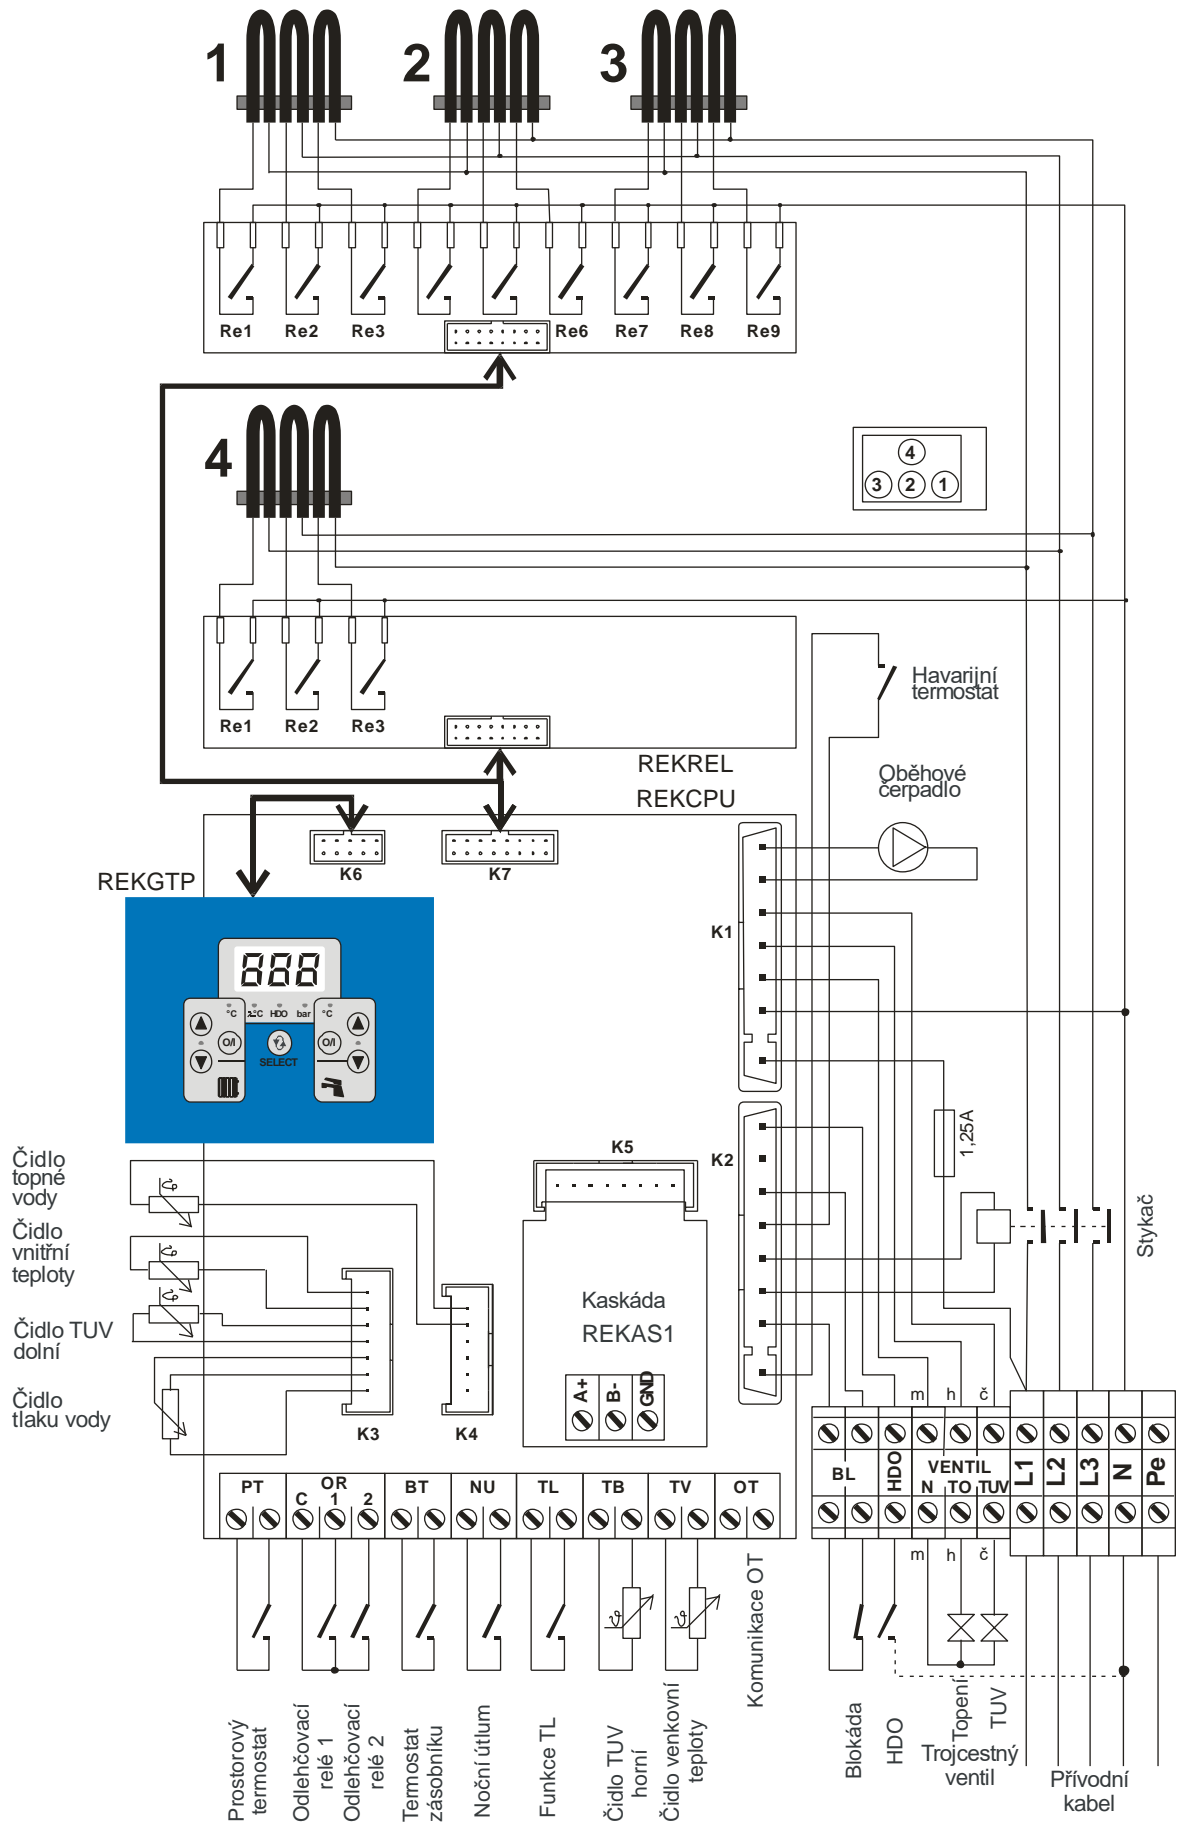 1 2 3
Re1 Re2 Re3 Re6 Re7 Re8 Re9
4
4
3 2 1
Re1 Re2 Re3
Havarijní
termostat
REKREL
REKCPU
Oběhové
čerpadlo
K6 K7
REKGTP
K1
°C °C HDO bar °C
O/I O/I
SELECT
1,25A
Čidlo
topné
vody
K5
K2
Čidlo
vnitřní
teploty
Stykač
Kaskáda
REKAS1
Čidlo TUV
dolní
A+ B- GND
Čidlo
tlaku vody
K3 K4
m h č
BL HDO VENTIL
N TO TUV
L1 L2 L3 N Pe
PT OR BT NU TL TB TV OT
C 1 2
m h č
Prostorový
termostat
Odlehčovací
relé 1
Odlehčovací
relé 2
Termostat
zásobníku
Noční útlum
Funkce TL
Čidlo TUV
horní
Čidlo venkovní
teploty
Komunikace OT
Blokáda
HDO
Topení
TUV
Trojcestný
ventil
Přívodní
kabel